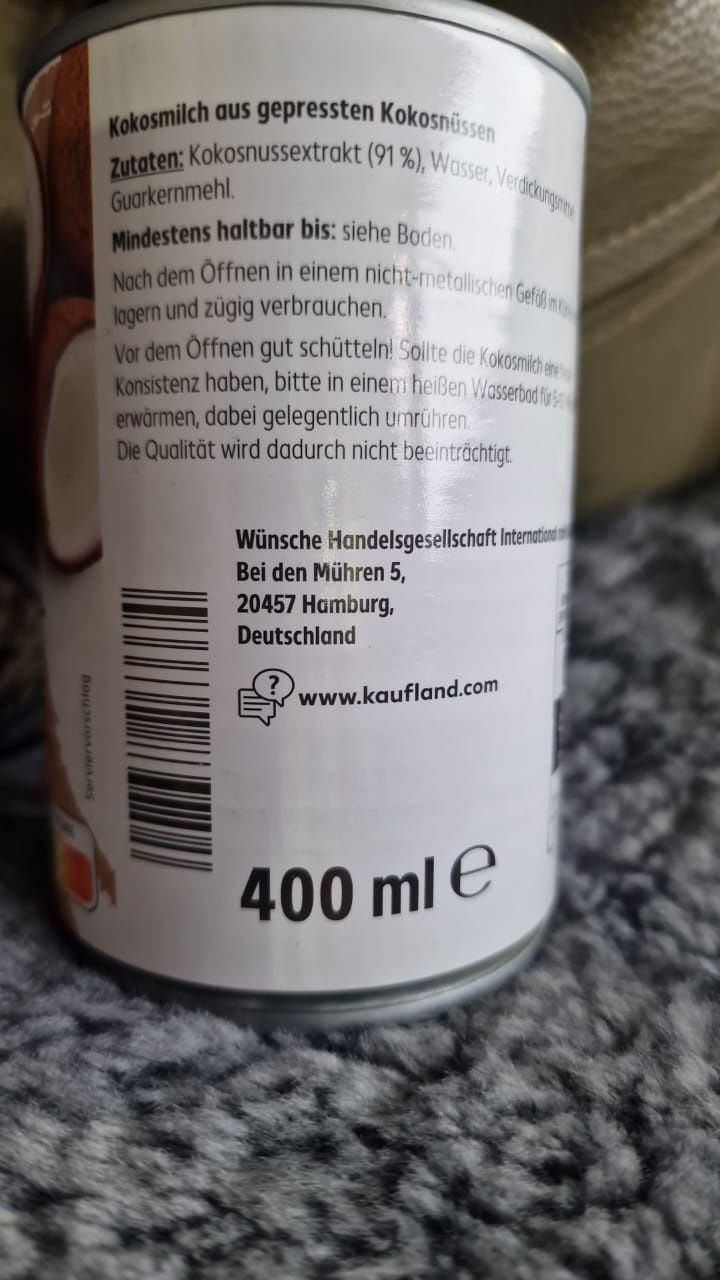 Kokosmilch aus gepressten Kokosnüssen
Zutaten: Kokosnussextrakt (91 %), Wasser, Verdickungsmittel
Guarkernmehl.
Mindestens haltbar bis: siehe Boden.
Nach dem Öffnen in einem nicht-metallischen Gefäß im
lagern und zügig verbrauchen.
Vor dem Öffnen gut schütteln! Sollte die Kokosmilch eine
Konsistenz haben, bitte in einem heißen Wasserbad für
erwärmen, dabei gelegentlich umrühren.
Die Qualität wird dadurch nicht beeinträchtigt.
Wünsche Handelsgesellschaft International
Bei den Mühren 5,
20457 Hamburg,
Deutschland
?
www.kaufland.com
Serviervorschlag
400 ml e